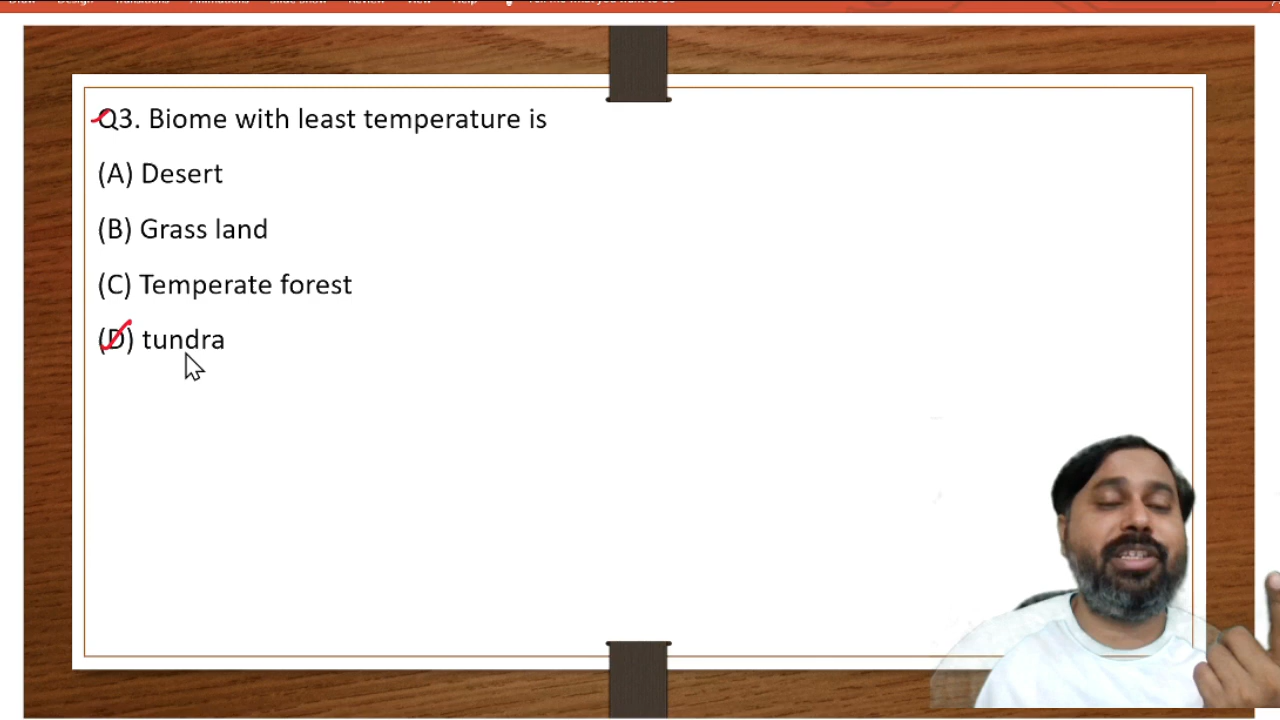 Q3. Biome with least temperature is
(A) Desert
(B) Grass land
(C) Temperate forest
(D) tundra